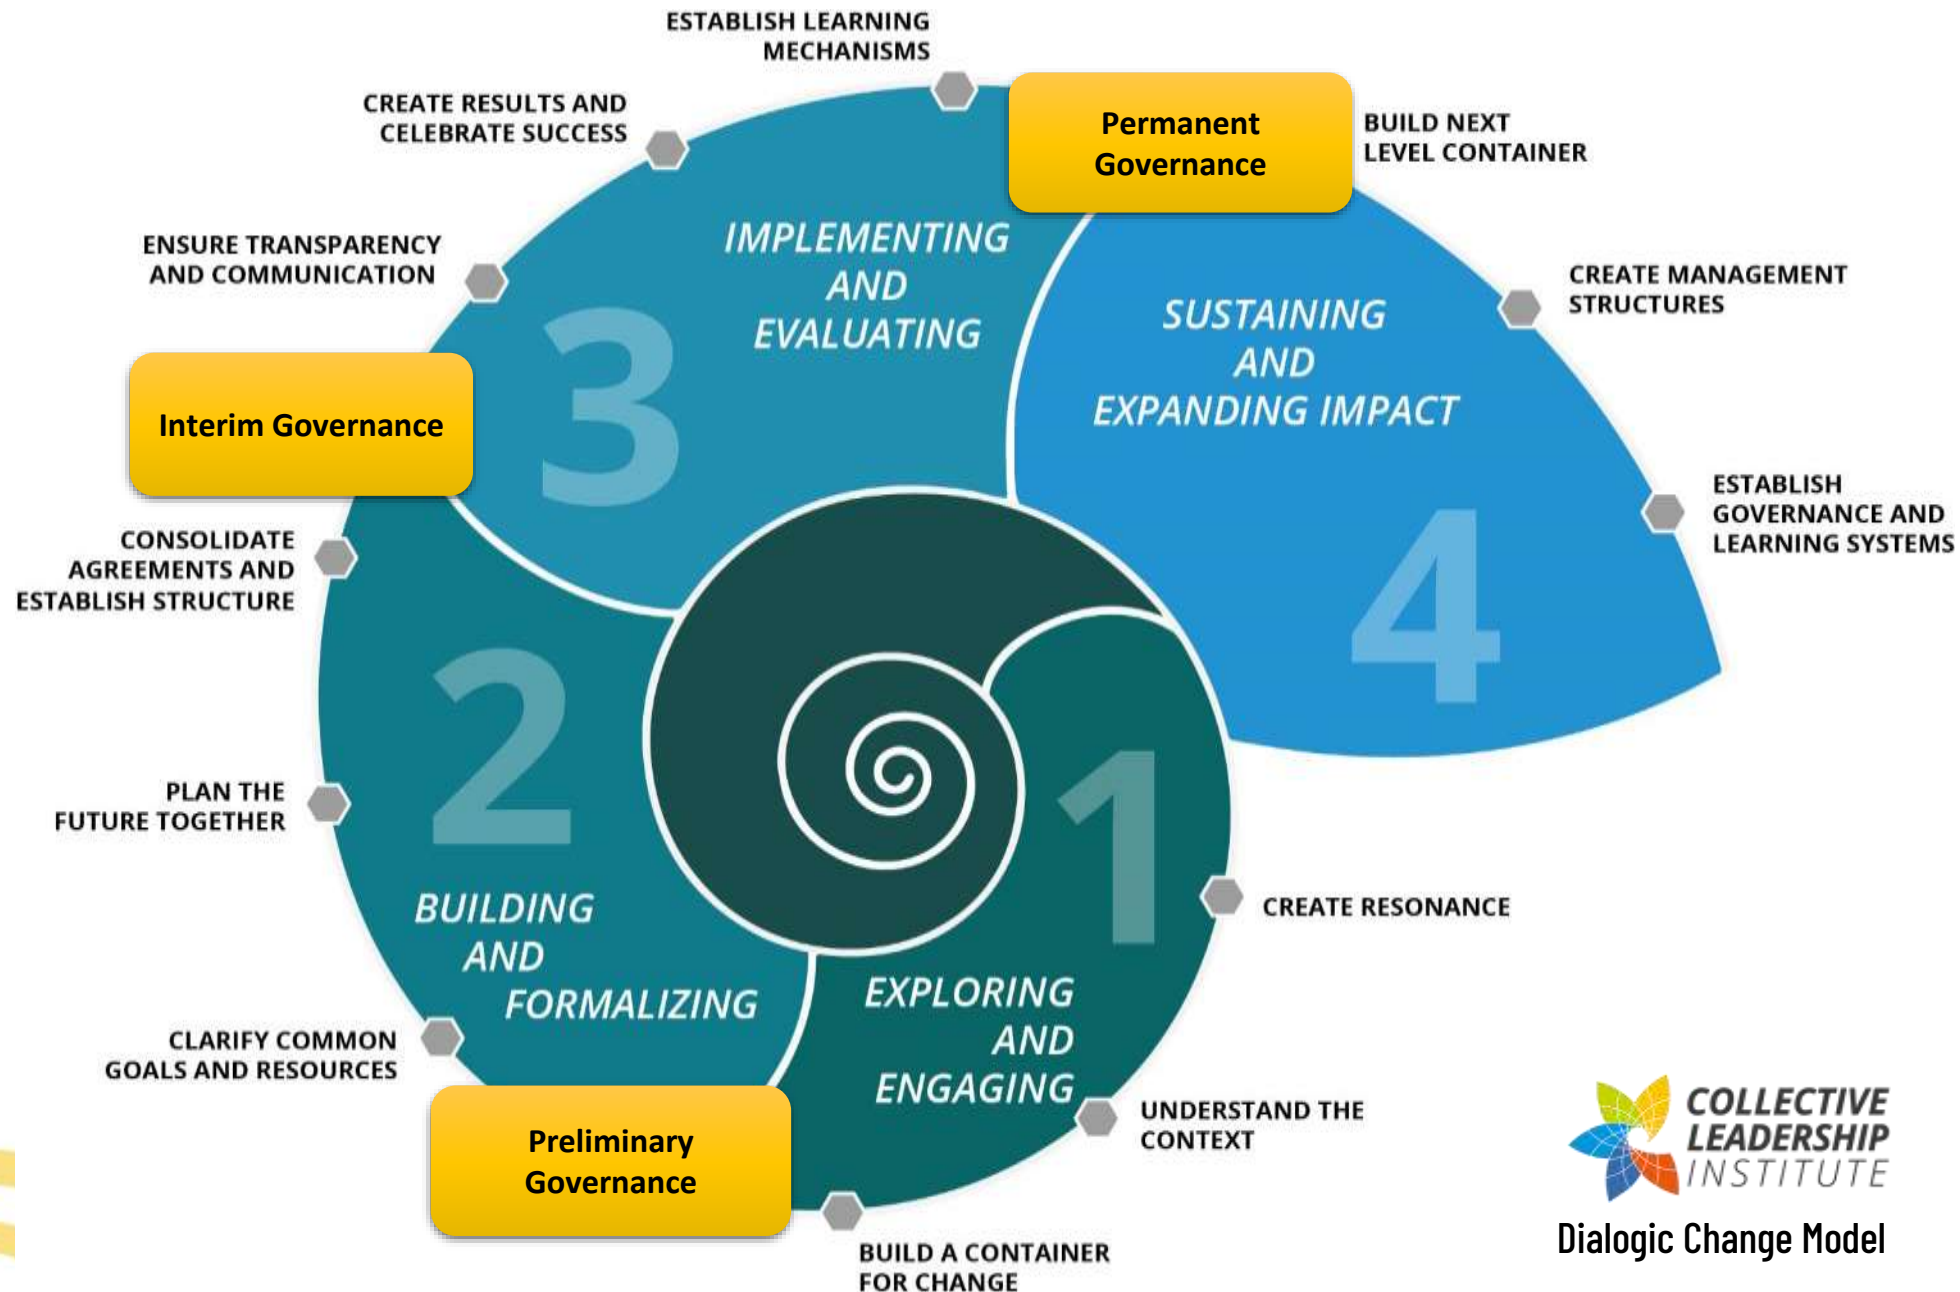 ESTABLISH LEARNING
MECHANISMS
CREATE RESULTS AND
CELEBRATE SUCCESS
Permanent
Governance
BUILD NEXT
LEVEL CONTAINER
ENSURE TRANSPARENCY
AND COMMUNICATION
IMPLEMENTING
AND
EVALUATING
3
SUSTAINING
AND
EXPANDING IMPACT
4
CREATE MANAGEMENT
STRUCTURES
Interim Governance
ESTABLISH
GOVERNANCE AND
LEARNING SYSTEMS
CONSOLIDATE
AGREEMENTS AND
ESTABLISH STRUCTURE
2
PLAN THE
FUTURE TOGETHER
BUILDING
AND
FORMALIZING
1
EXPLORING
AND
ENGAGING
CREATE RESONANCE
CLARIFY COMMON
GOALS AND RESOURCES
Preliminary
Governance
UNDERSTAND THE
CONTEXT
BUILD A CONTAINER
FOR CHANGE
COLLECTIVE
LEADERSHIP
INSTITUTE
Dialogic Change Model